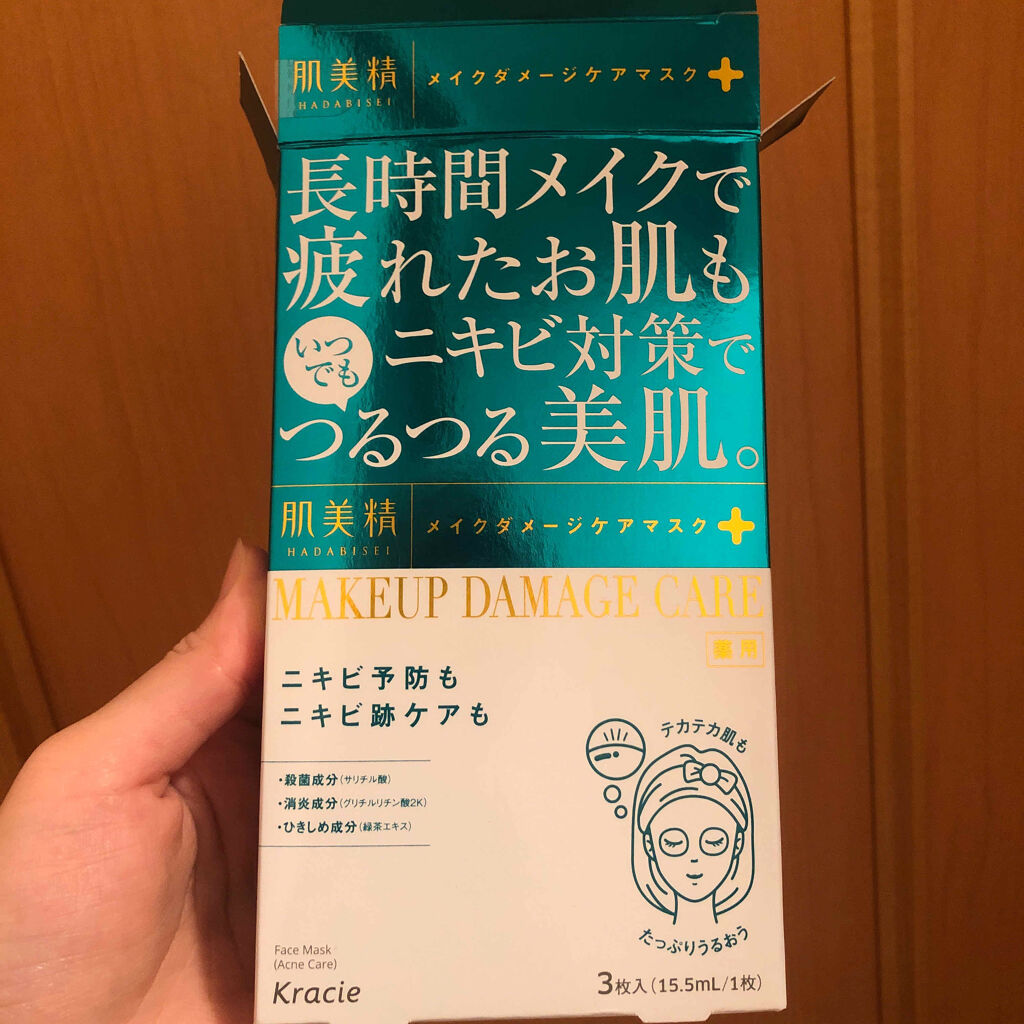 肌美精
HADABISEI
メイクダメージケアマスク
長時間メイクで
疲れたお肌も
いつ
でも
ニキビ対策で
つるつる美肌。
肌美精
HADABISEI
メイクダメージケアマスク
MAKEUP DAMAGE CARE
薬用
ニキビ予防も
ニキビ跡ケアも
・殺菌成分(サリチル酸)
・消炎成分(グリチルリチン酸2K)
・ひきしめ成分(緑茶エキス)
テカテカ肌も
たっぷりうるおう
Face Mask
(Acne Care)
Kracie
3枚入(15.5mL/1枚)